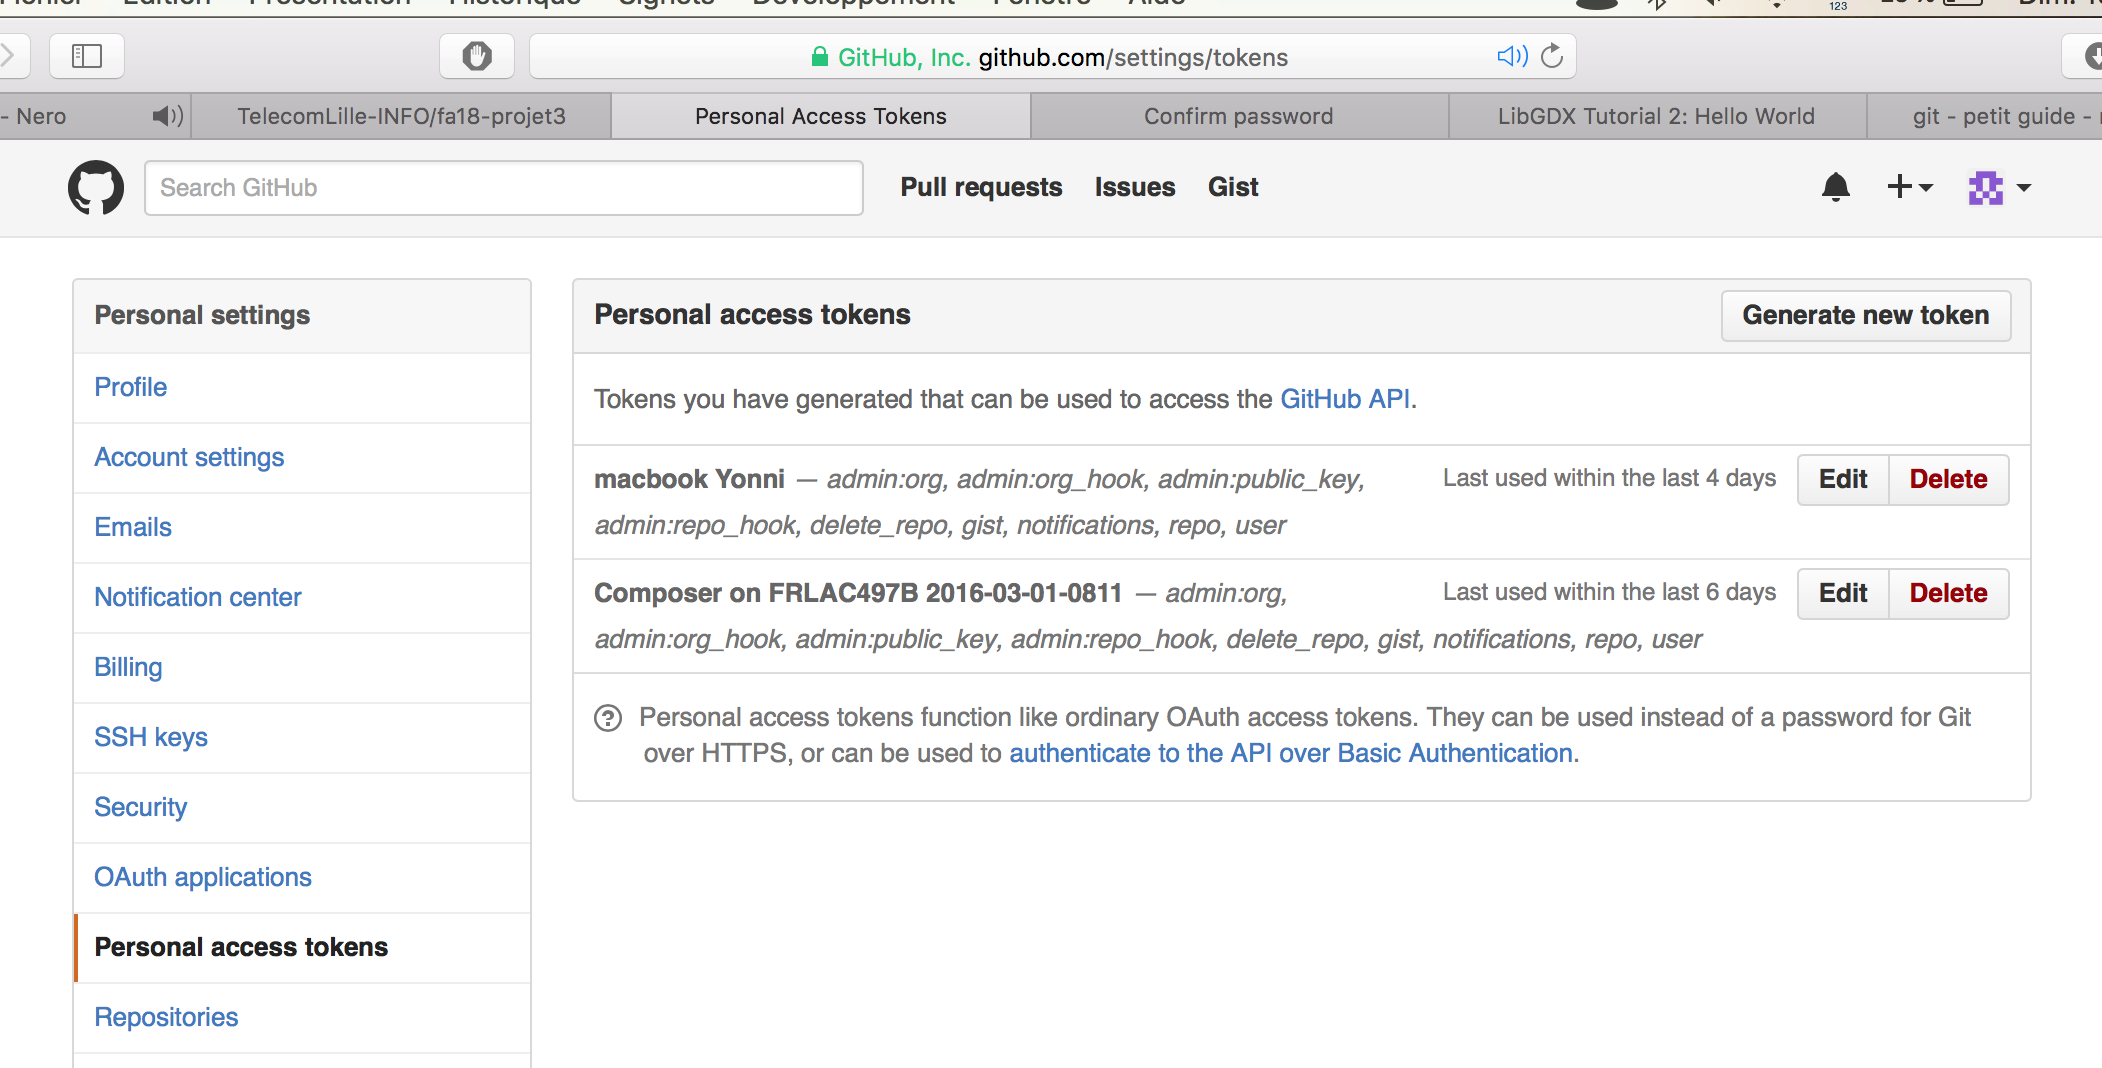 Édition Présentation Historique Signets Développement Fenêtre Aide
123
GitHub, Inc. github.com/settings/tokens
- Nero
TelecomLille-INFO/fa18-projet3
Personal Access Tokens
Confirm password
LibGDX Tutorial 2: Hello World
git - petit guide -
Search GitHub
Pull requests
Issues
Gist
Personal settings
Profile
Account settings
Emails
Notification center
Billing
SSH keys
Security
OAuth applications
Personal access tokens
Repositories
Personal access tokens
Generate new token
Tokens you have generated that can be used to access the GitHub API.
macbook Yonni — admin:org, admin:org_hook, admin:public_key,
admin:repo_hook, delete_repo, gist, notifications, repo, user
Last used within the last 4 days
Edit
Delete
Composer on FRLAC497B 2016-03-01-0811 — admin:org,
admin:org_hook, admin:public_key, admin:repo_hook, delete_repo, gist, notifications, repo, user
Last used within the last 6 days
Edit
Delete
Personal access tokens function like ordinary OAuth access tokens. They can be used instead of a password for Git
over HTTPS, or can be used to authenticate to the API over Basic Authentication.